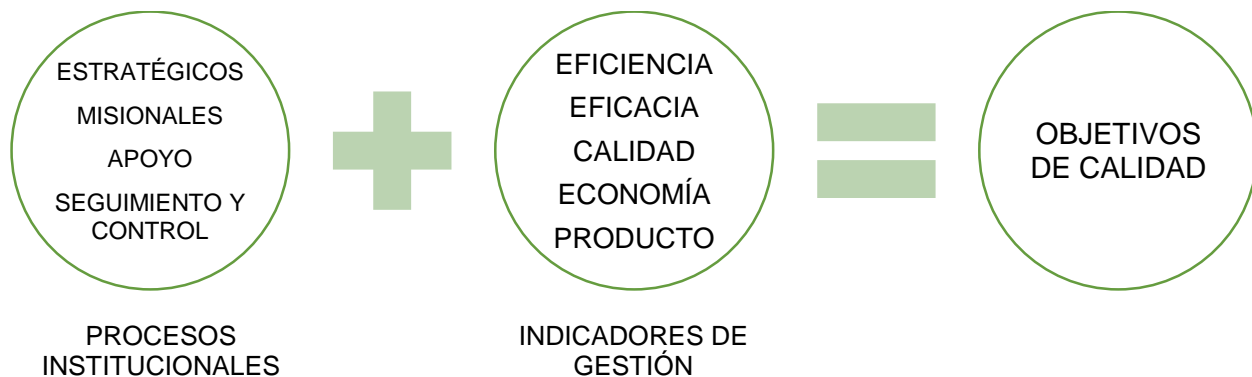 ESTRATÉGICOS
MISIONALES
APOYO
SEGUIMIENTO Y
CONTROL
PROCESOS
INSTITUCIONALES
EFICIENCIA
EFICACIA
CALIDAD
ECONOMÍA
PRODUCTO
INDICADORES DE
GESTIÓN
OBJETIVOS
DE CALIDAD